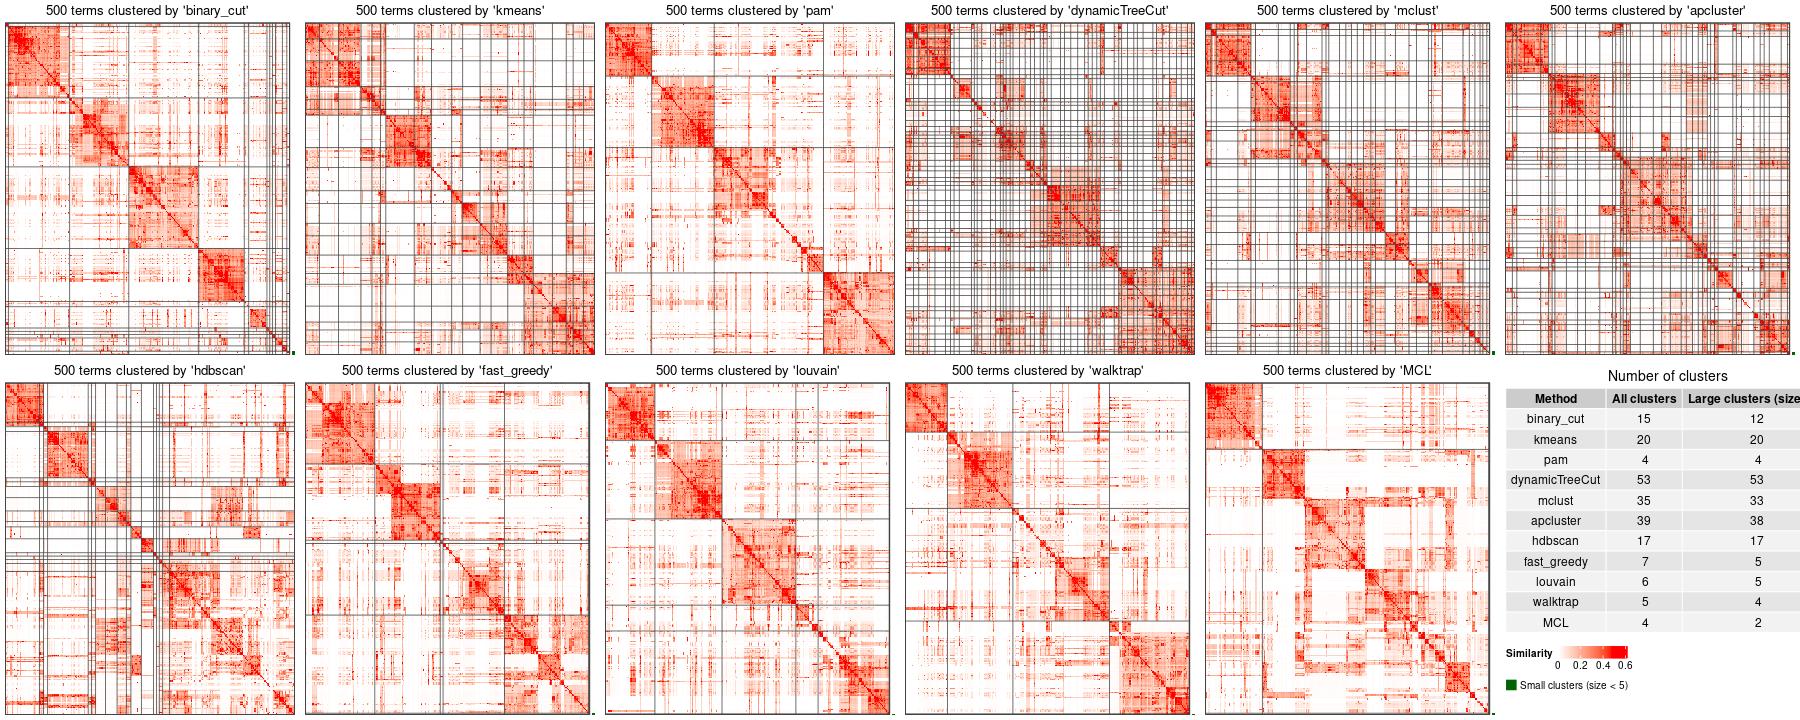 500 terms clustered by 'binary_cut'
500 terms clustered by 'kmeans'
500 terms clustered by 'pam'
500 terms clustered by 'dynamicTreeCut'
500 terms clustered by 'mclust'
500 terms clustered by 'apcluster'
500 terms clustered by 'hdbscan'
500 terms clustered by 'fast_greedy'
500 terms clustered by 'louvain'
500 terms clustered by 'walktrap'
500 terms clustered by 'MCL'
Number of clusters
Method All clusters Large clusters (size
binary_cut 15 12
kmeans 20 20
pam 4 4
dynamicTreeCut 53 53
mclust 35 33
apcluster 39 38
hdbscan 17 17
fast_greedy 7 5
louvain 6 5
walktrap 5 4
MCL 4 2
Similarity
0 0.2 0.4 0.6
Small clusters (size < 5)